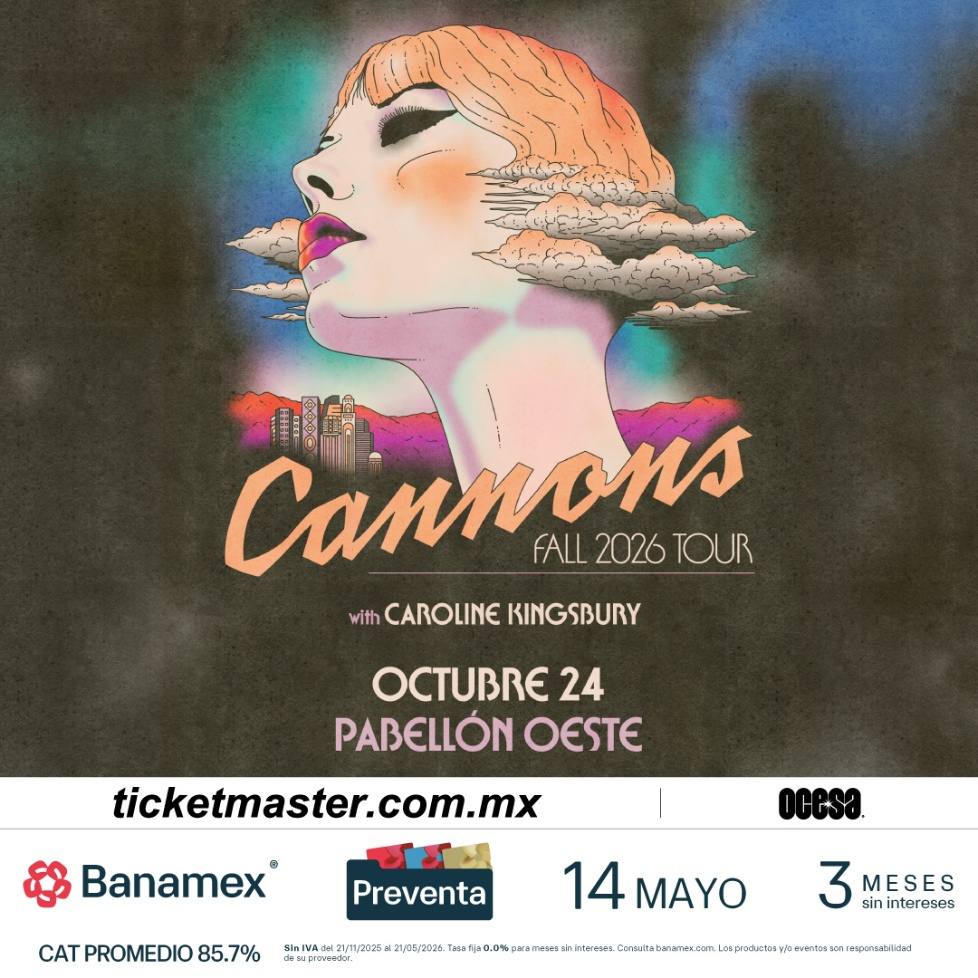 Cannons
FALL 2026 TOUR
with CAROLINE KINGSBURY
OCTUBRE 24
PABELLÓN OESTE
ticketmaster.com.mx
ocesa.
Banamex®
Preventa
14 MAYO
3 MESES
sin intereses
CAT PROMEDIO 85.7%
Sin IVA del 21/11/2025 al 21/05/2026. Tasa fija 0.0% para meses sin intereses. Consulta banamex.com. Los productos y/o eventos son responsabilidad
de su proveedor.